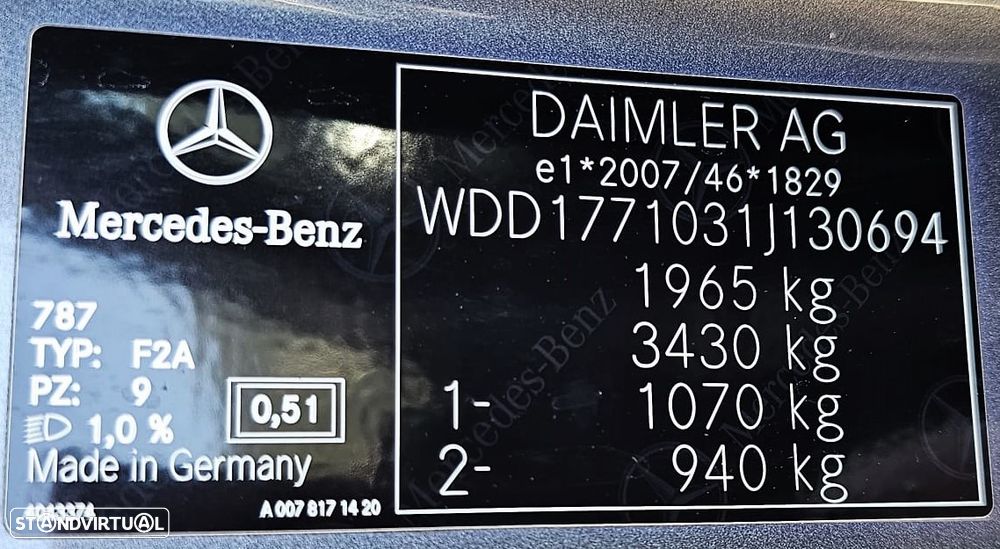 Mercedes-Benz
787
TYP: F2A
PZ: 9
1,0 %
0,51
Made in Germany
A 007 817 14 20
STANDVIRTUAL
DAIMLER AG
e1*2007/46*1829
WDD1771031J130694
1965 kg
3430 kg
1- 1070 kg
2- 940 kg